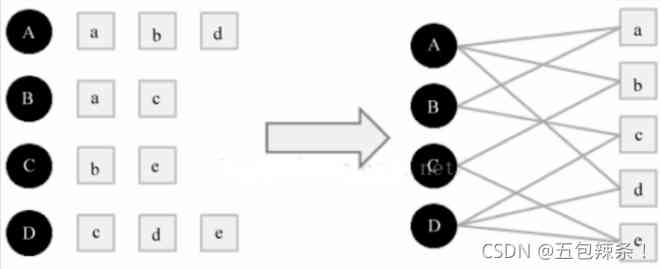 A a b d
B a c
C b e
D c d e
A
B
C
D
a
b
c
d
e
net
CSDN @五包辣条！